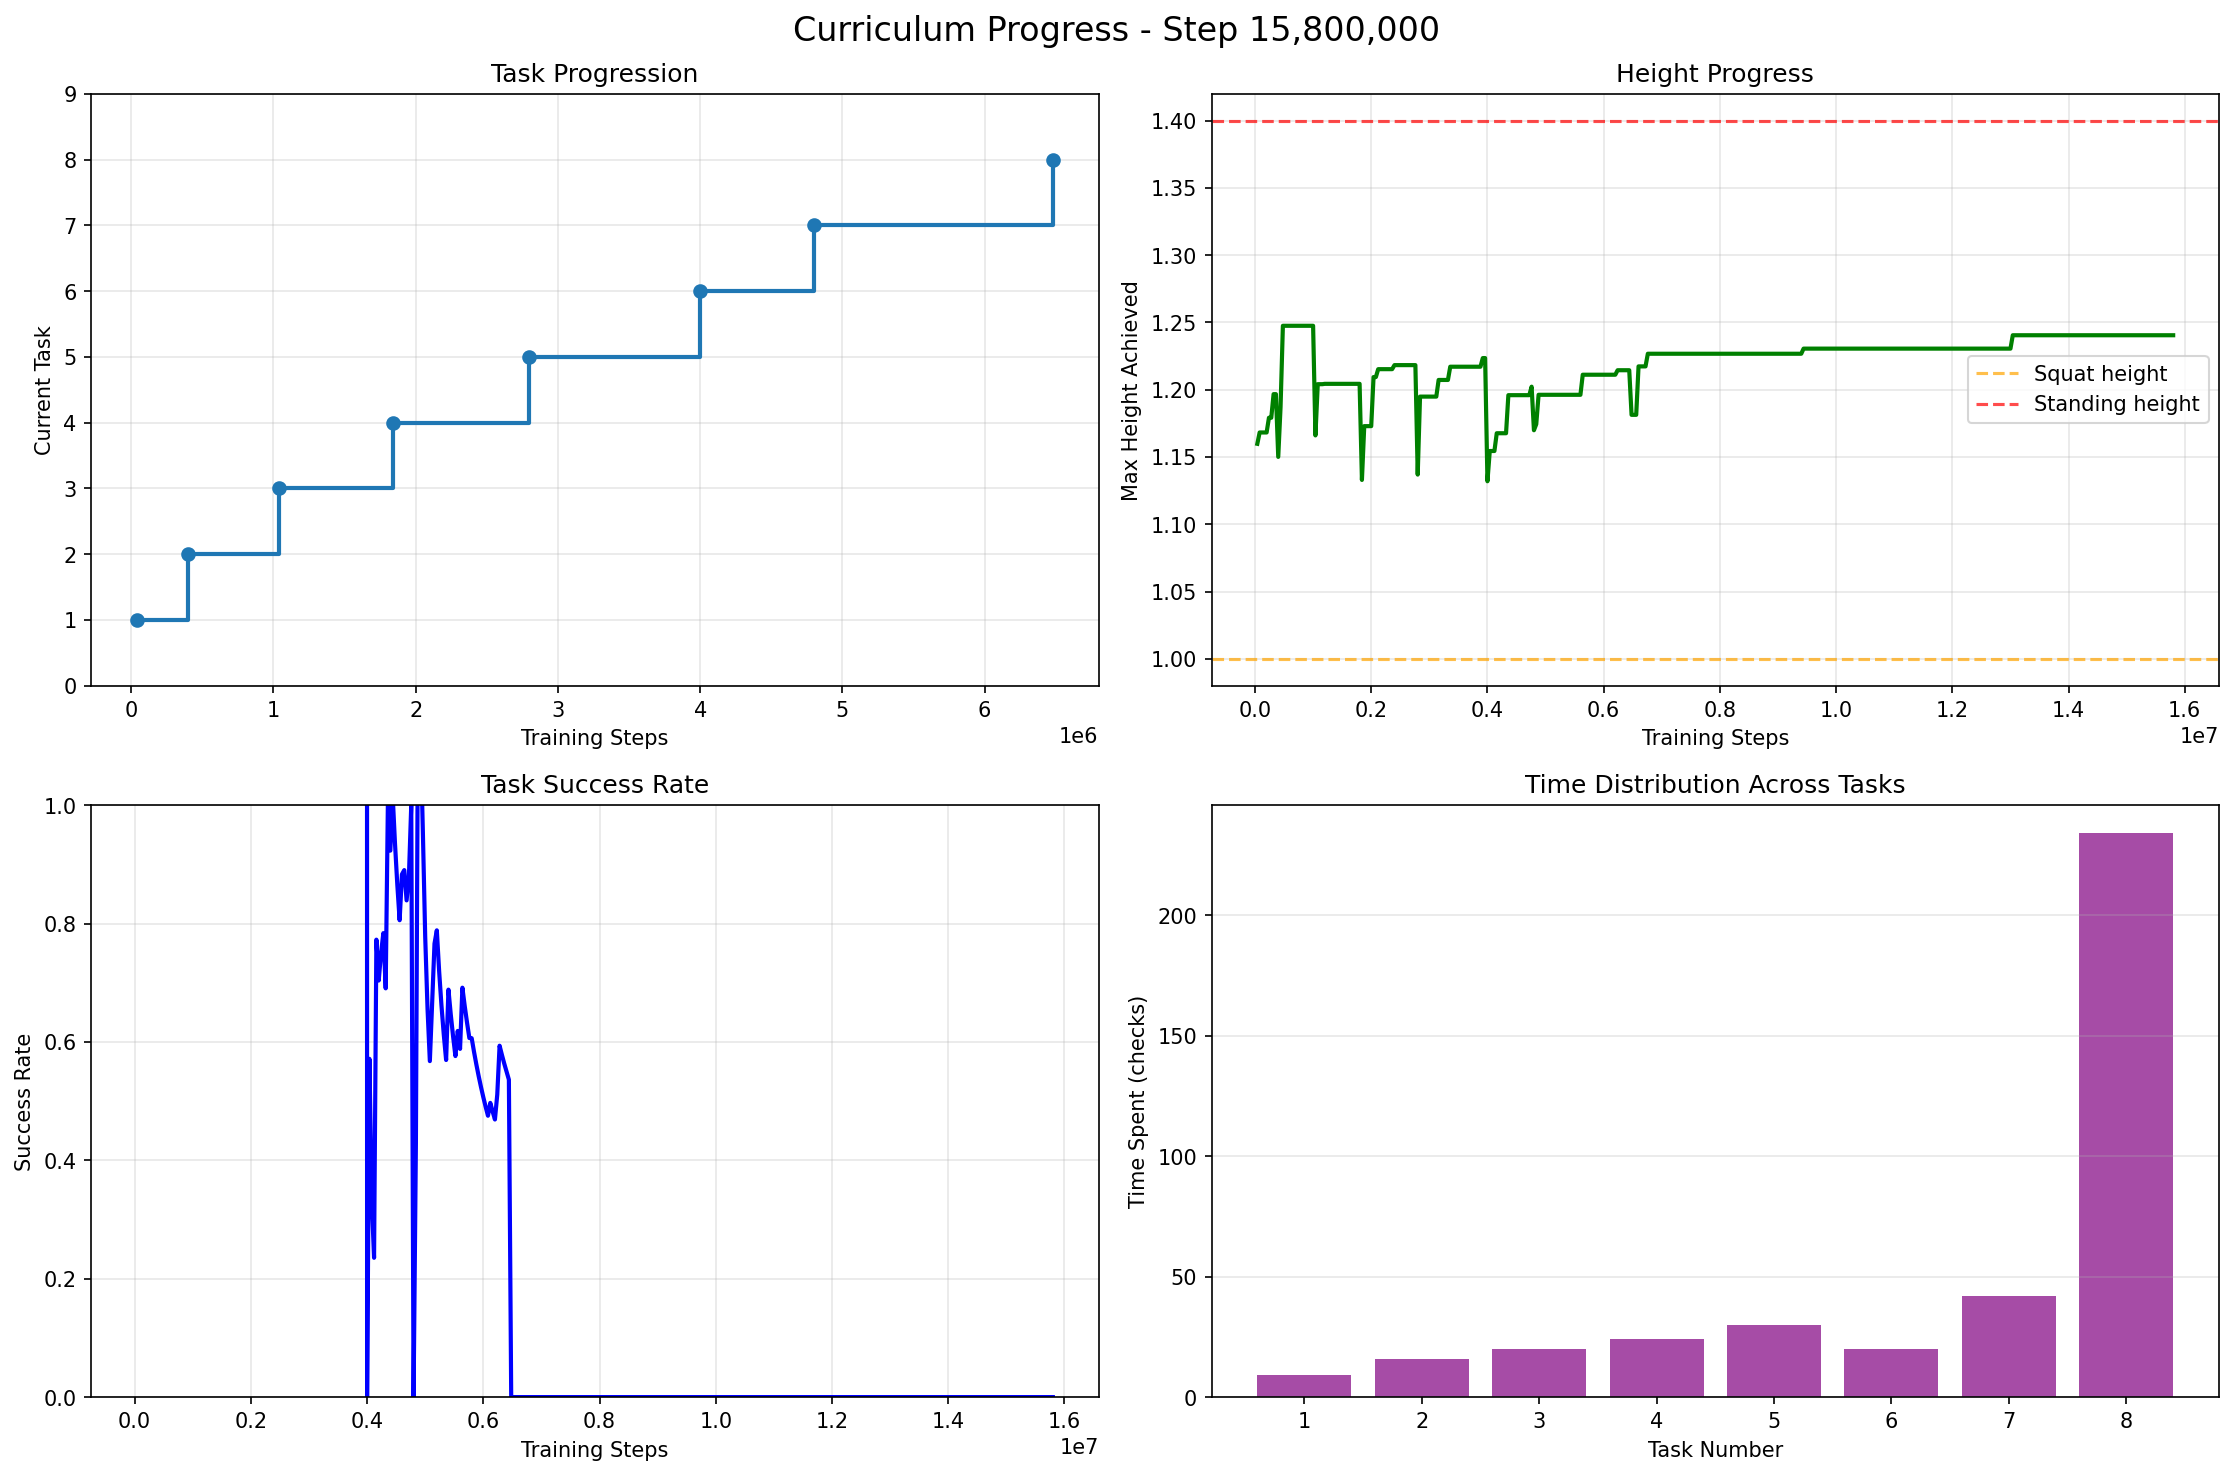 Curriculum Progress - Step 15,800,000
Task Progression
9
8
7
6
5
4
3
2
1
0
Current Task
0 1 2 3 4 5 6
1e6
Training Steps
Height Progress
1.40
1.35
1.30
1.25
1.20
1.15
1.10
1.05
1.00
Max Height Achieved
Squat height
Standing height
0.0 0.2 0.4 0.6 0.8 1.0 1.2 1.4 1.6
1e7
Training Steps
Task Success Rate
1.0
0.8
0.6
0.4
0.2
0.0
Success Rate
0.0 0.2 0.4 0.6 0.8 1.0 1.2 1.4 1.6
1e7
Training Steps
Time Distribution Across Tasks
200
150
100
50
0
Time Spent (checks)
1 2 3 4 5 6 7 8
Task Number